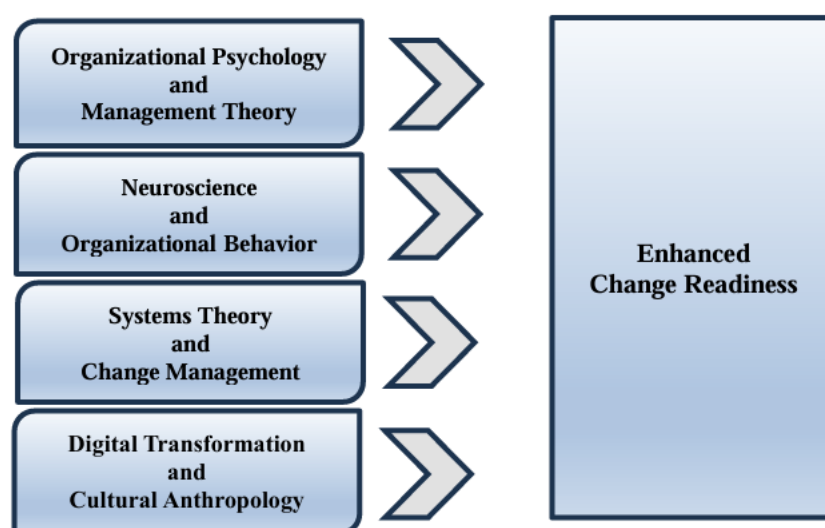 Organizational Psychology
and
Management Theory
Neuroscience
and
Organizational Behavior
Systems Theory
and
Change Management
Digital Transformation
and
Cultural Anthropology
Enhanced
Change Readiness